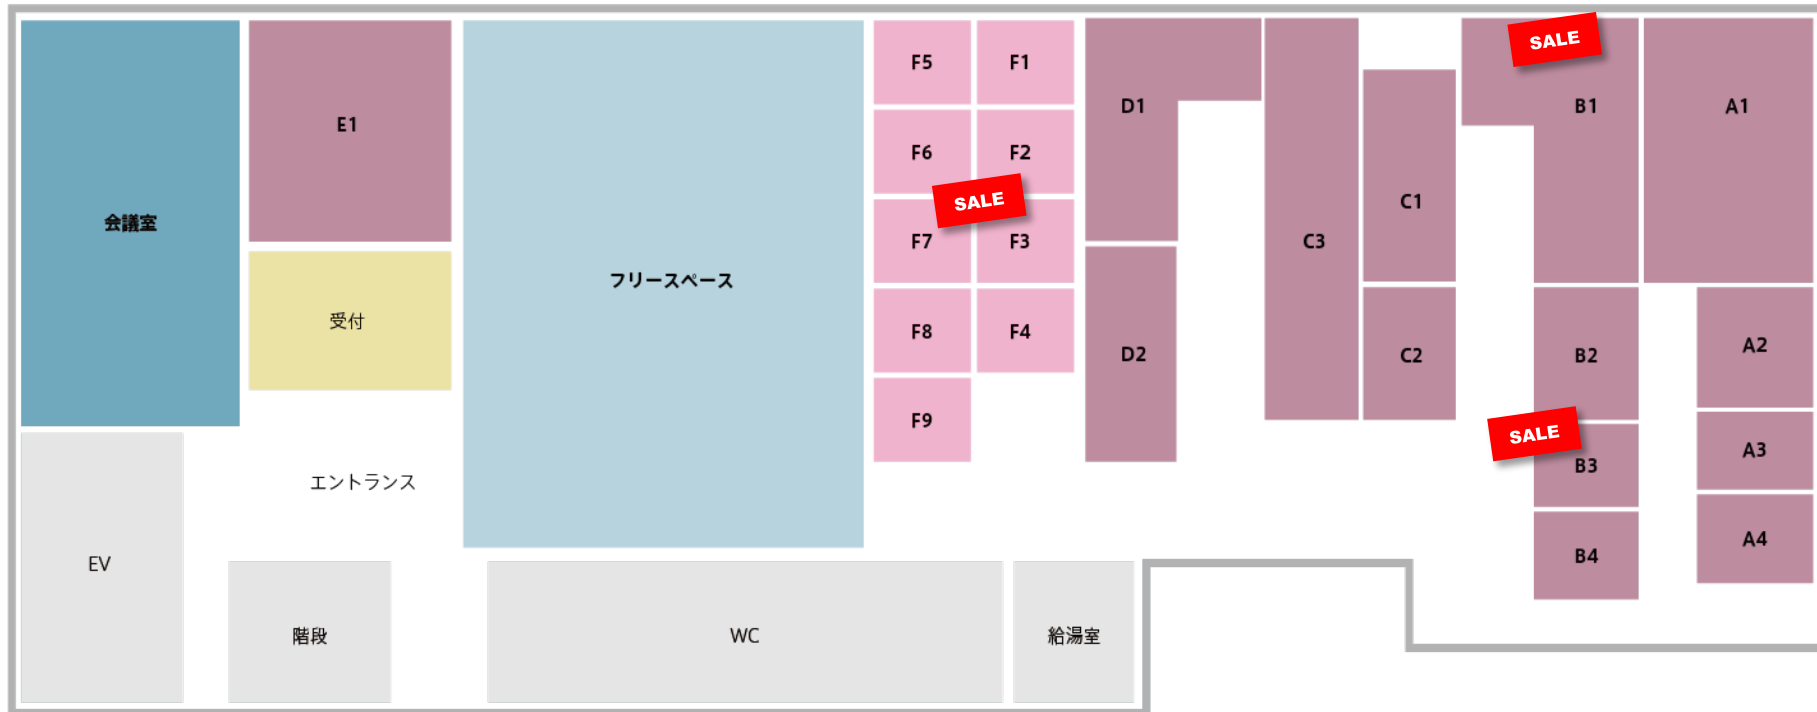 会議室
E1
受付
エントランス
EV
階段
フリースペース
WC
給湯室
F5
F1
F6
F2
SALE
F7
F3
F8
F4
F9
D1
D2
C3
C1
C2
SALE
B1
B2
SALE
B3
B4
A1
A2
A3
A4